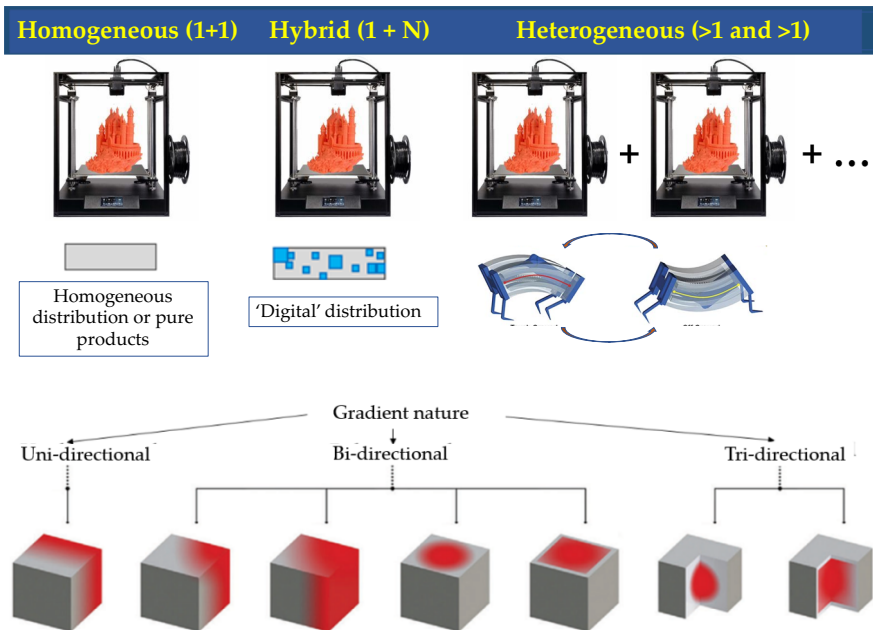 Homogeneous (1+1)
Hybrid (1 + N)
Heterogeneous (>1 and >1)
+
+ ...
Homogeneous
distribution or pure
products
‘Digital’ distribution
Gradient nature
Uni-directional
Bi-directional
Tri-directional